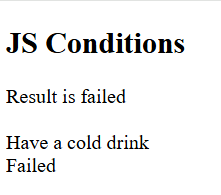 JS Conditions
Result is failed
Have a cold drink
Failed